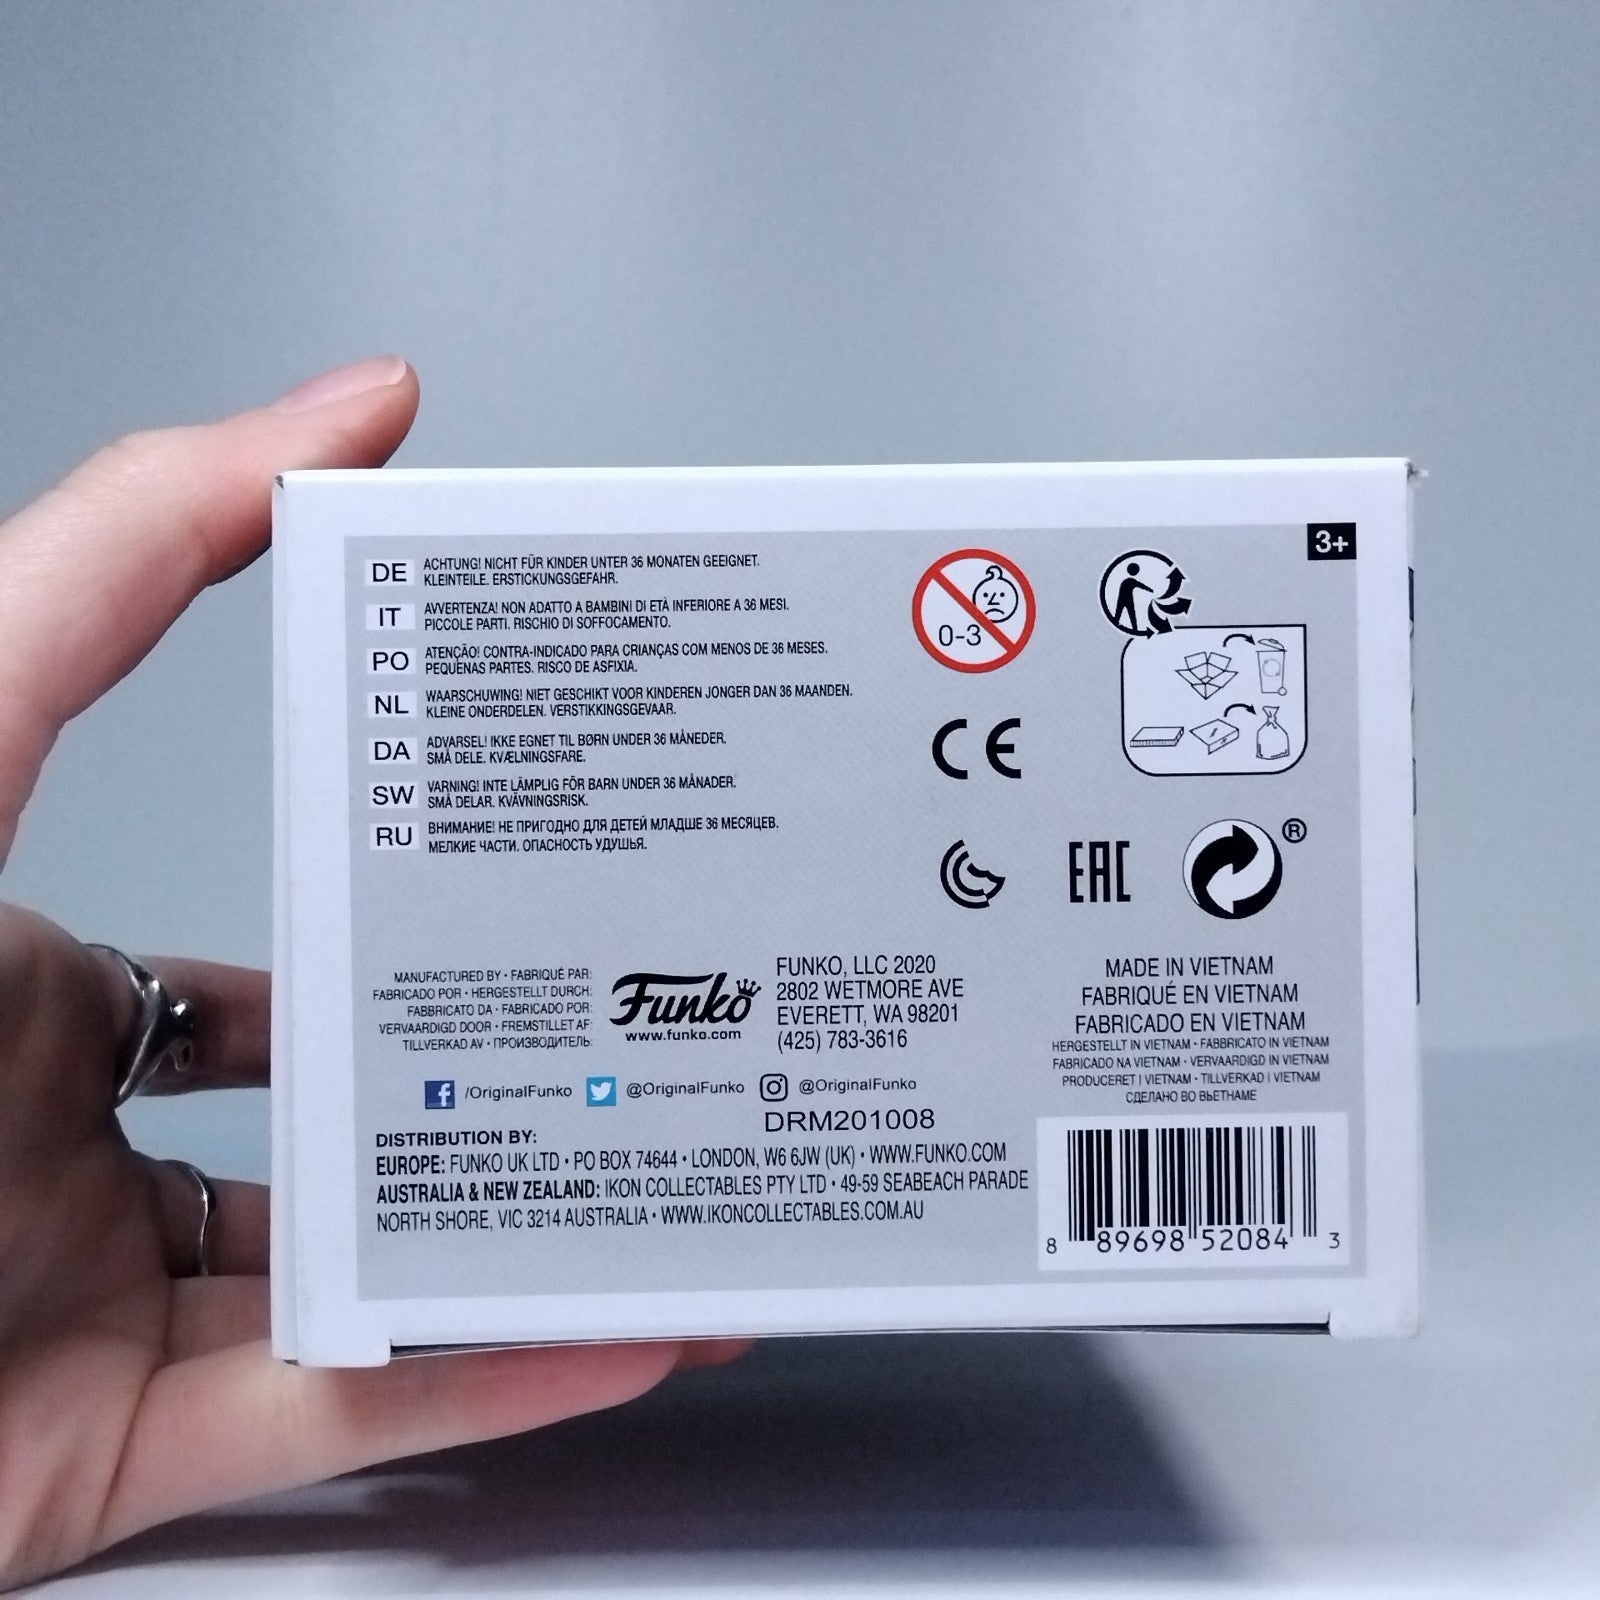 3+
DE ACHTUNG! NICHT FÜR KINDER UNTER 36 MONATEN GEEIGNET.
KLEINTEILE. ERSTICKUNGSGEFAHR.
IT AVVERTENZA! NON ADATTO A BAMBINI DI ETÀ INFERIORE A 36 MESI.
PICCOLE PARTI. RISCHIO DI SOFFOCAMENTO.
PO ATENÇÃO! CONTRA-INDICADO PARA CRIANÇAS COM MENOS DE 36 MESES.
PEQUENAS PARTES. RISCO DE ASFIXIA.
NL WAARSCHUWING! NIET GESCHIKT VOOR KINDEREN JONGER DAN 36 MAANDEN.
KLEINE ONDERDELEN. VERSTIKKINGSGEVAAR.
DA ADVARSEL! IKKE EGNET TIL BØRN UNDER 36 MÅNEDER.
SMÅ DELE. KVÆLNINGSFARE.
SW VARNING! INTE LÄMPLIG FÖR BARN UNDER 36 MÅNADER.
SMÅ DELAR. KVÄVNINGSRISK.
RU ВНИМАНИЕ! НЕ ПРИГОДНО ДЛЯ ДЕТЕЙ МЛАДШЕ 36 МЕСЯЦЕВ.
МЕЛКИЕ ЧАСТИ. ОПАСНОСТЬ УДУШЬЯ.
0-3
CE
EAC
®
MANUFACTURED BY • FABRIQUÉ PAR:
FABRICADO POR • HERGESTELLT DURCH:
FABBRICATO DA • FABRICADO POR:
VERVAARDIGD DOOR • FREMSTILLET AF:
TILLVERKAD AV • ПРОИЗВОДИТЕЛЬ:
Funko
www.funko.com
FUNKO, LLC 2020
2802 WETMORE AVE
EVERETT, WA 98201
(425) 783-3616
MADE IN VIETNAM
FABRIQUÉ EN VIETNAM
FABRICADO EN VIETNAM
HERGESTELLT IN VIETNAM • FABBRICATO IN VIETNAM
FABRICADO NA VIETNAM • VERVAARDIGD IN VIETNAM
PRODUCERET I VIETNAM • TILLVERKAD I VIETNAM
СДЕЛАНО ВО ВЬЕТНАМЕ
/OriginalFunko @OriginalFunko @OriginalFunko
DRM201008
DISTRIBUTION BY:
EUROPE: FUNKO UK LTD • PO BOX 74644 • LONDON, W6 6JW (UK) • WWW.FUNKO.COM
AUSTRALIA & NEW ZEALAND: IKON COLLECTABLES PTY LTD • 49-59 SEABEACH PARADE
NORTH SHORE, VIC 3214 AUSTRALIA • WWW.IKONCOLLECTABLES.COM.AU
8 89698 52084 3